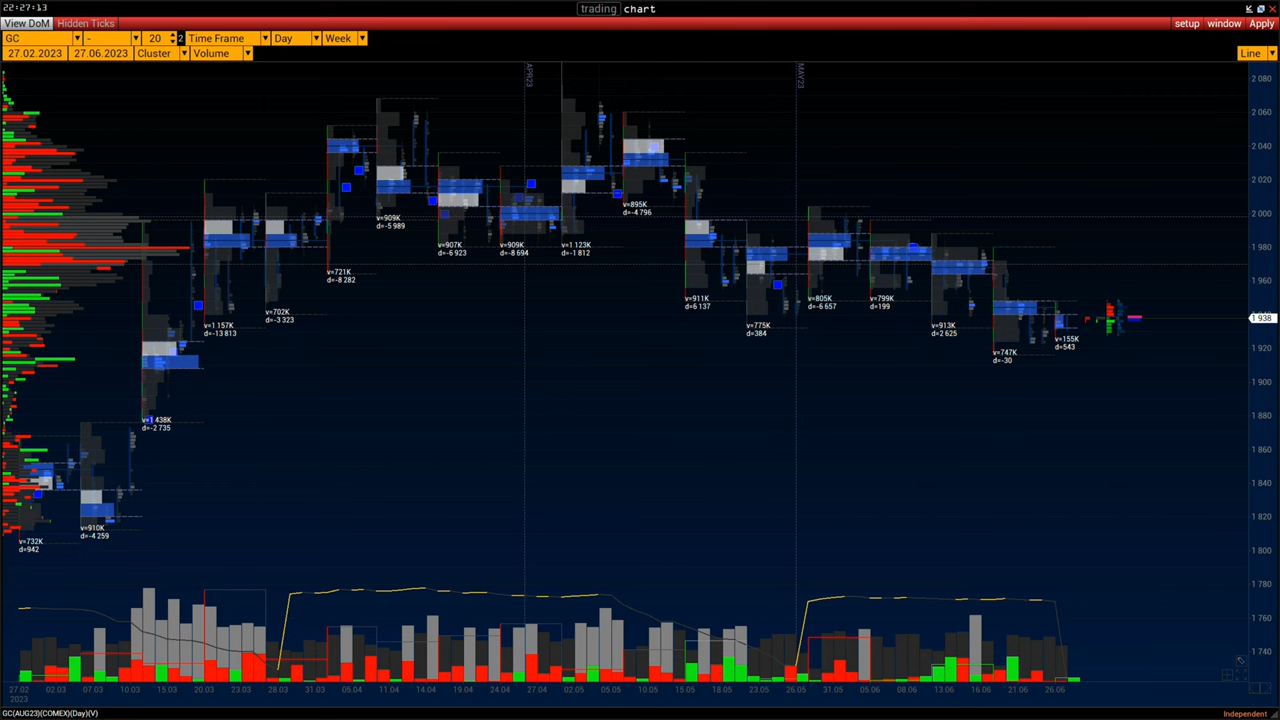 22:27:13
trading chart
View DoM Hidden Ticks setup window Apply
GC - 20 2 Time Frame Day Week
27.02.2023 27.06.2023 Cluster Volume Line
APR23 MAY23
2 080
2 060
2 040
2 020
2 000
1 980
1 960
1 938
1 920
1 900
1 880
1 860
1 840
1 820
1 800
1 780
1 760
1 740
v=732K
d=942
v=910K
d=-4 259
v=1 438K
d=-2 735
v=1 157K
d=-13 813
v=702K
d=-3 323
v=721K
d=-8 282
v=909K
d=-5 989
v=907K
d=-6 923
v=909K
d=-8 694
v=1 123K
d=-1 812
v=895K
d=-4 796
v=911K
d=6 137
v=775K
d=384
v=805K
d=-6 657
v=799K
d=199
v=913K
d=2 625
v=747K
d=-30
v=155K
d=543
27.02 02.03 07.03 10.03 15.03 20.03 23.03 28.03 31.03 05.04 14.04 19.04 24.04 27.04 02.05 05.05 10.05 15.05 18.05 23.05 26.05 31.05 05.06 08.06 13.06 16.06 21.06 26.06
2023
GC(AUG23)(COMEX)(Day)(V) Independent